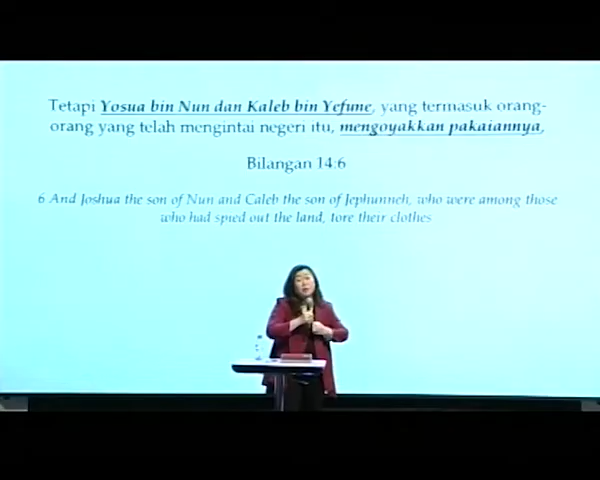 Tetapi Yosua bin Nun dan Kaleb bin Yefune, yang termasuk orang-
orang yang telah mengintai negeri itu, mengoyakkan pakaiannya,
Bilangan 14:6
6 And Joshua the son of Nun and Caleb the son of Jephunneh, who were among those
who had spied out the land, tore their clothes